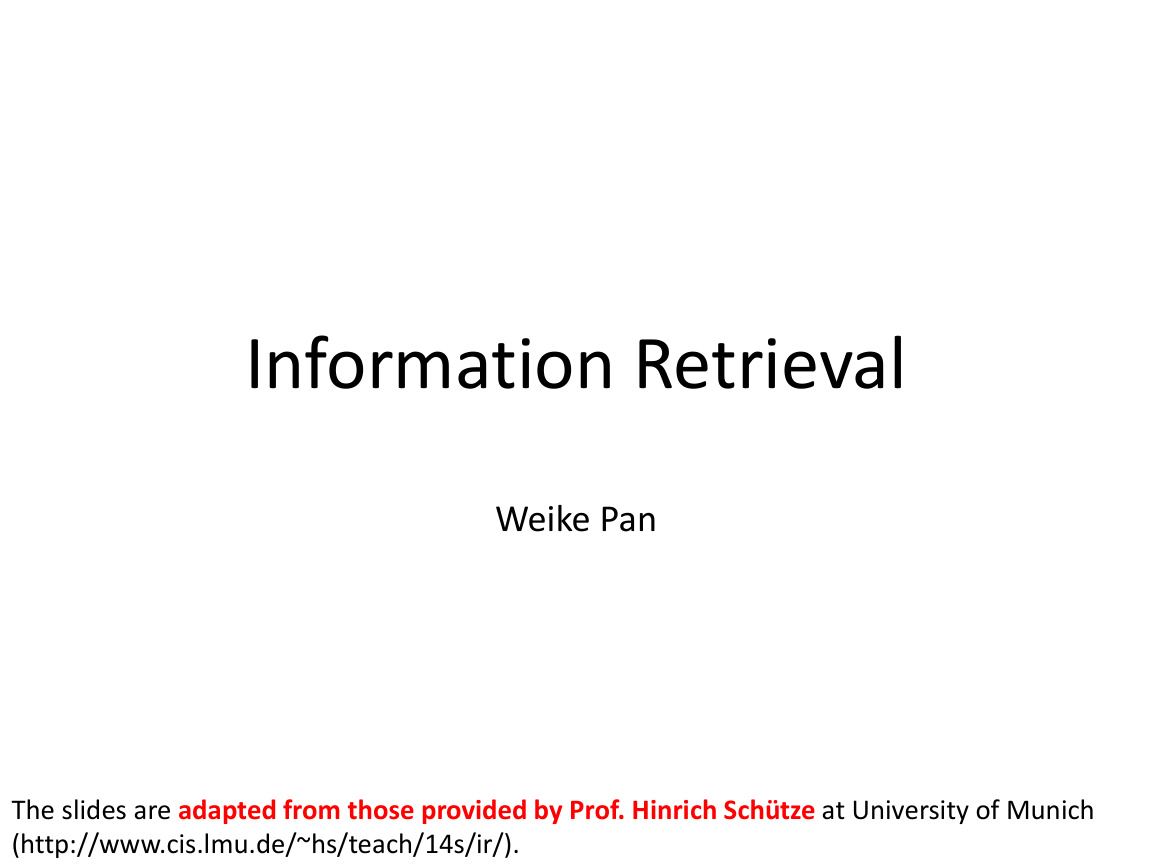 Information Retrieval
Weike Pan
The slides are adapted from those provided by Prof. Hinrich Schütze at University of Munich
(http://www.cis.lmu.de/~hs/teach/14s/ir/).